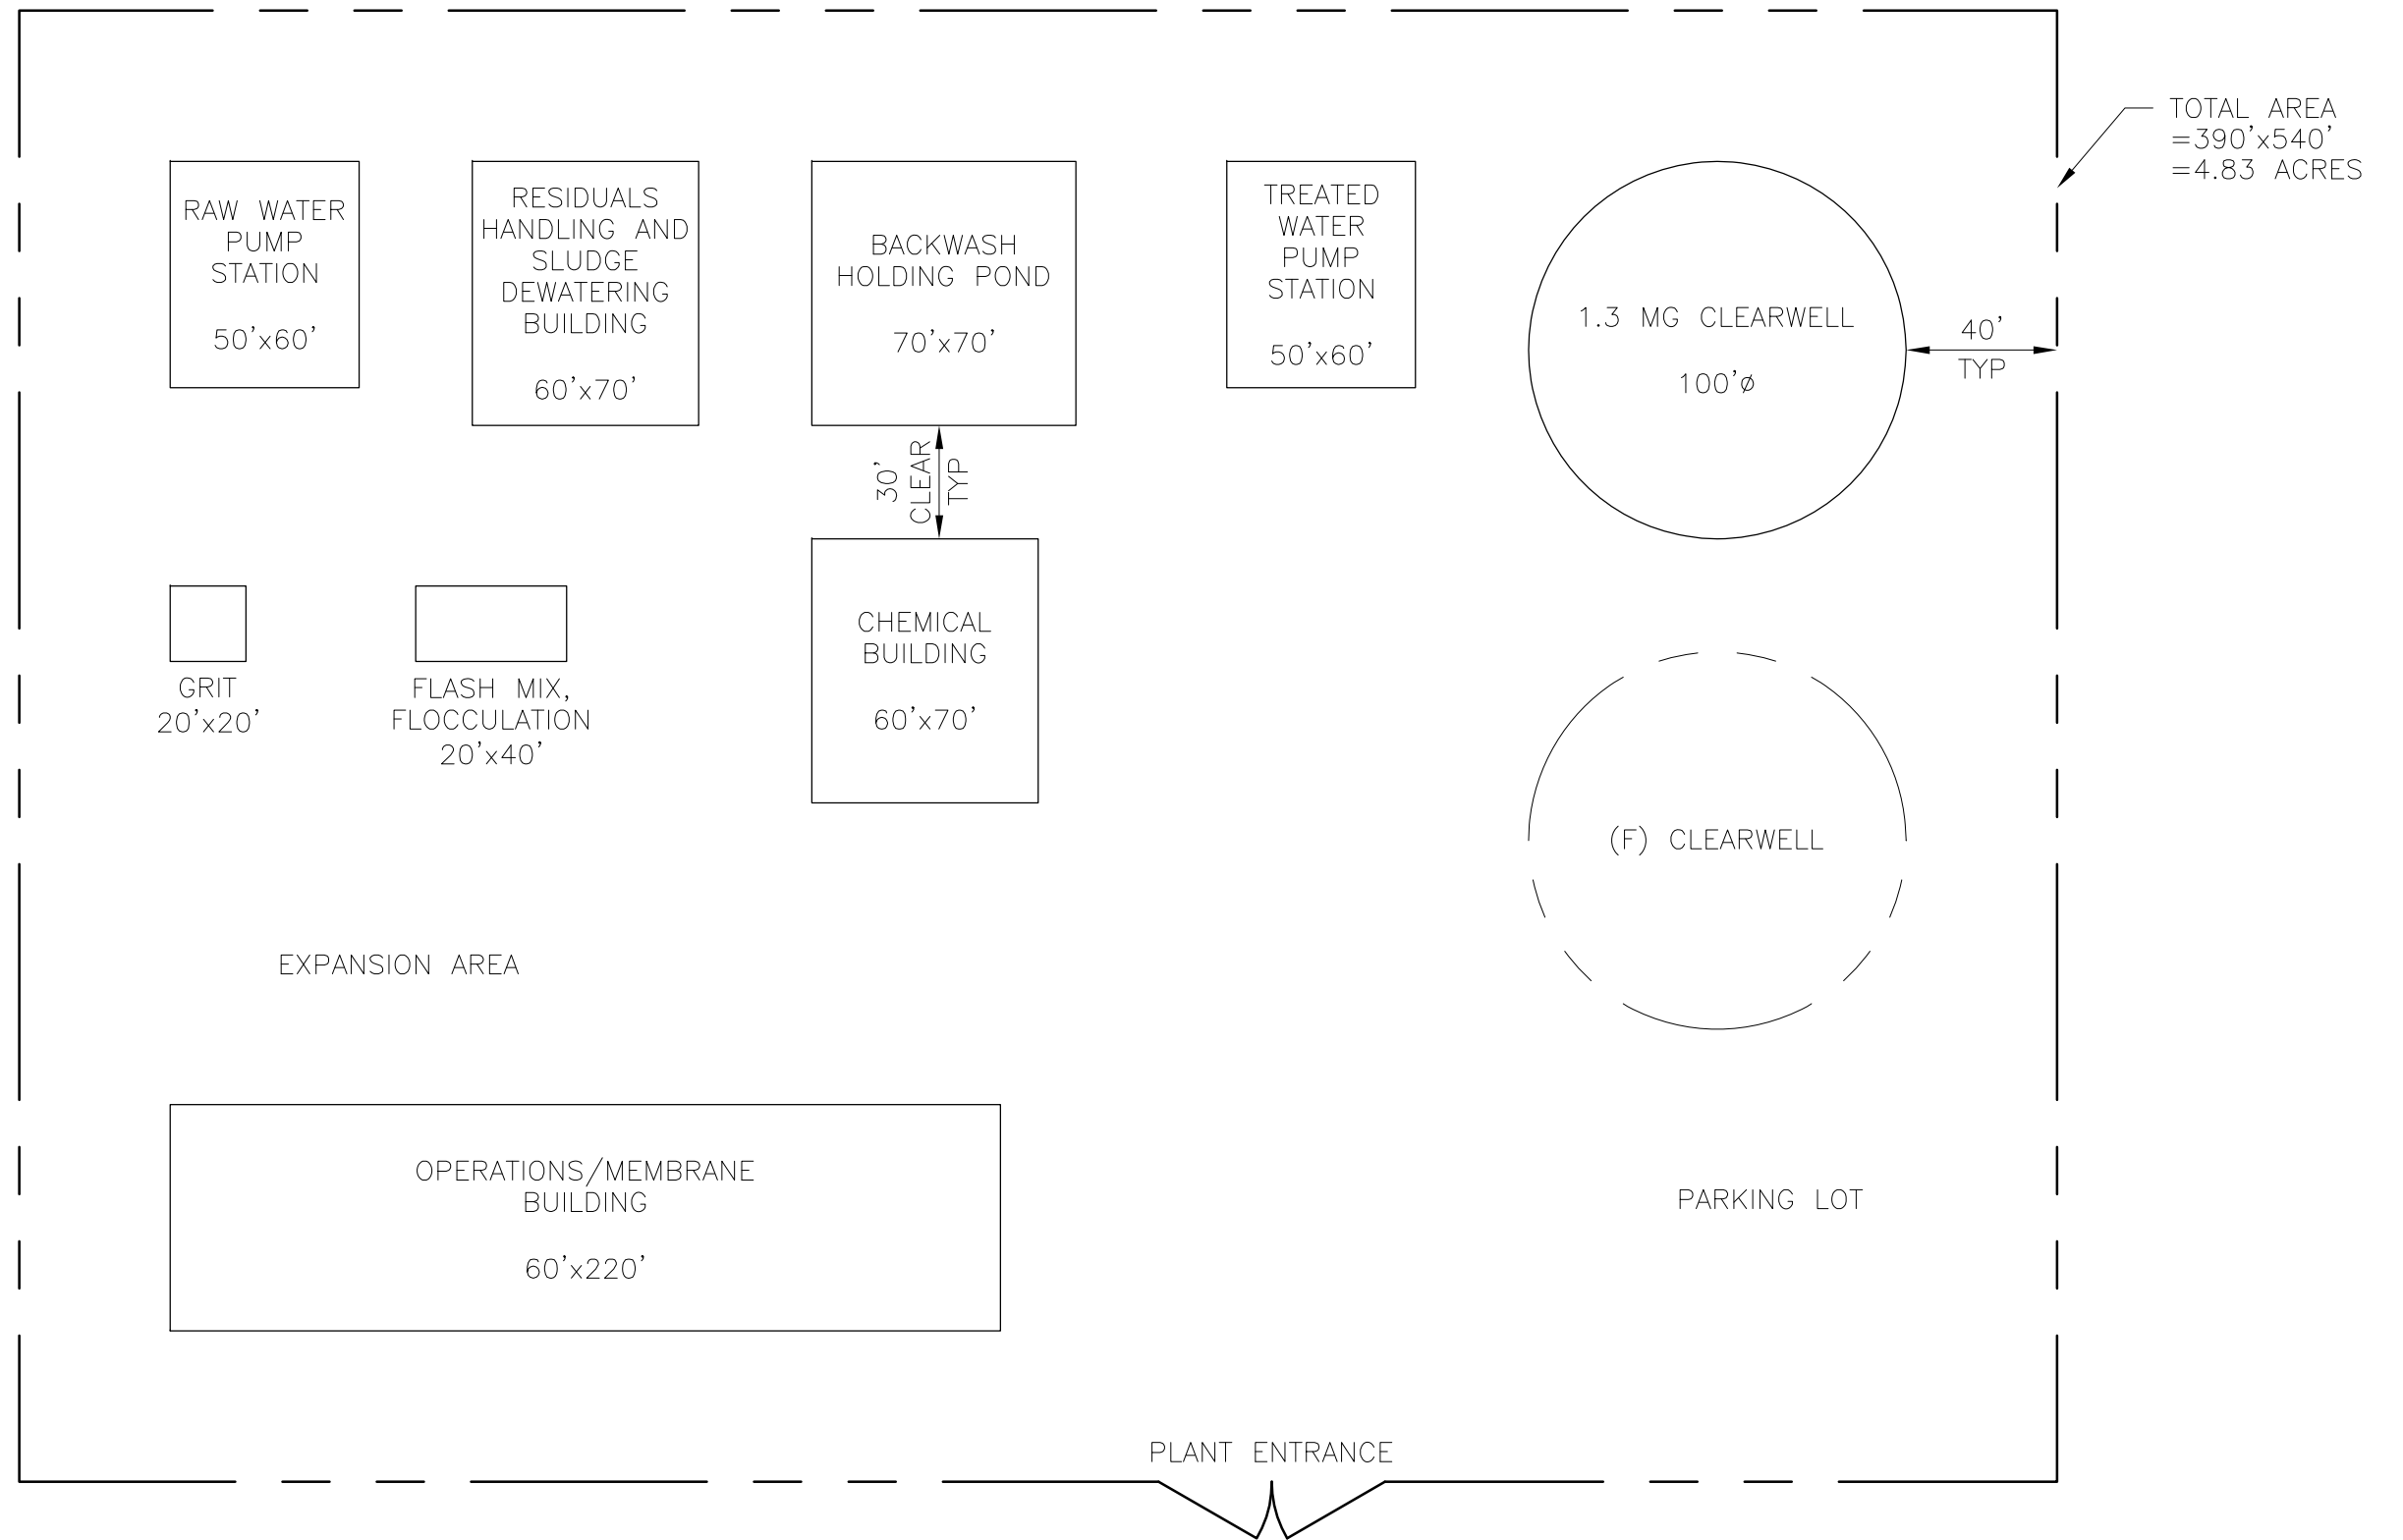 TOTAL AREA
=390'x540'
=4.83 ACRES
RAW WATER
PUMP
STATION
50'x60'
RESIDUALS
HANDLING AND
SLUDGE
DEWATERING
BUILDING
60'x70'
BACKWASH
HOLDING POND
70'x70'
TREATED
WATER
PUMP
STATION
50'x60'
1.3 MG CLEARWELL
100'ø
40'
TYP
30'
CLEAR
TYP
GRIT
20'x20'
FLASH MIX,
FLOCCULATION
20'x40'
CHEMICAL
BUILDING
60'x70'
(F) CLEARWELL
EXPANSION AREA
OPERATIONS/MEMBRANE
BUILDING
60'x220'
PARKING LOT
PLANT ENTRANCE